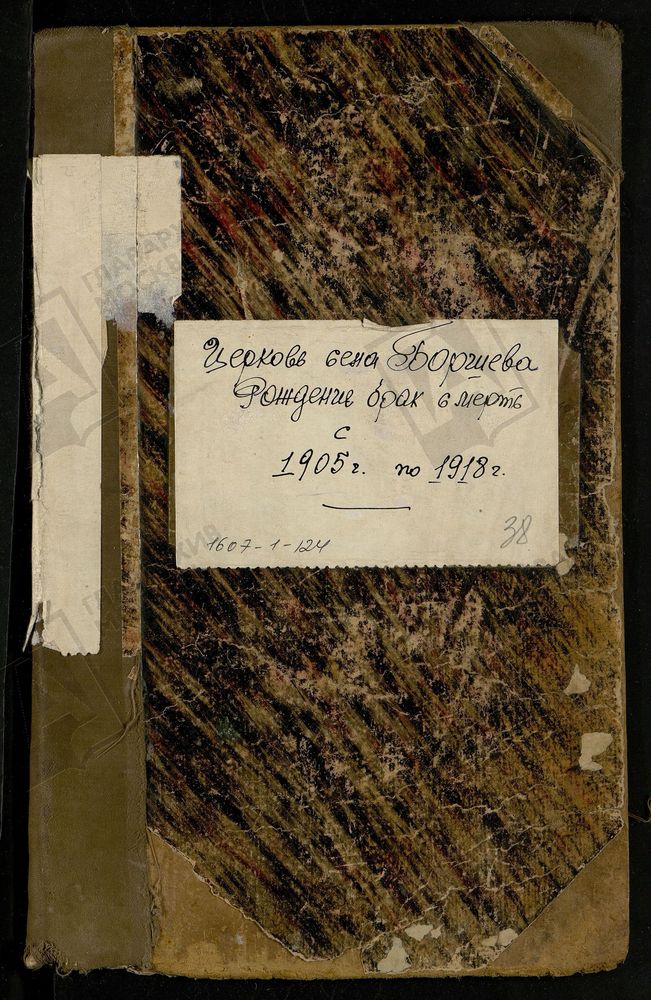 Церковь села Боршева
Рождение брак смерть
с
1905 г. по 1918 г.
1607-1-124
38